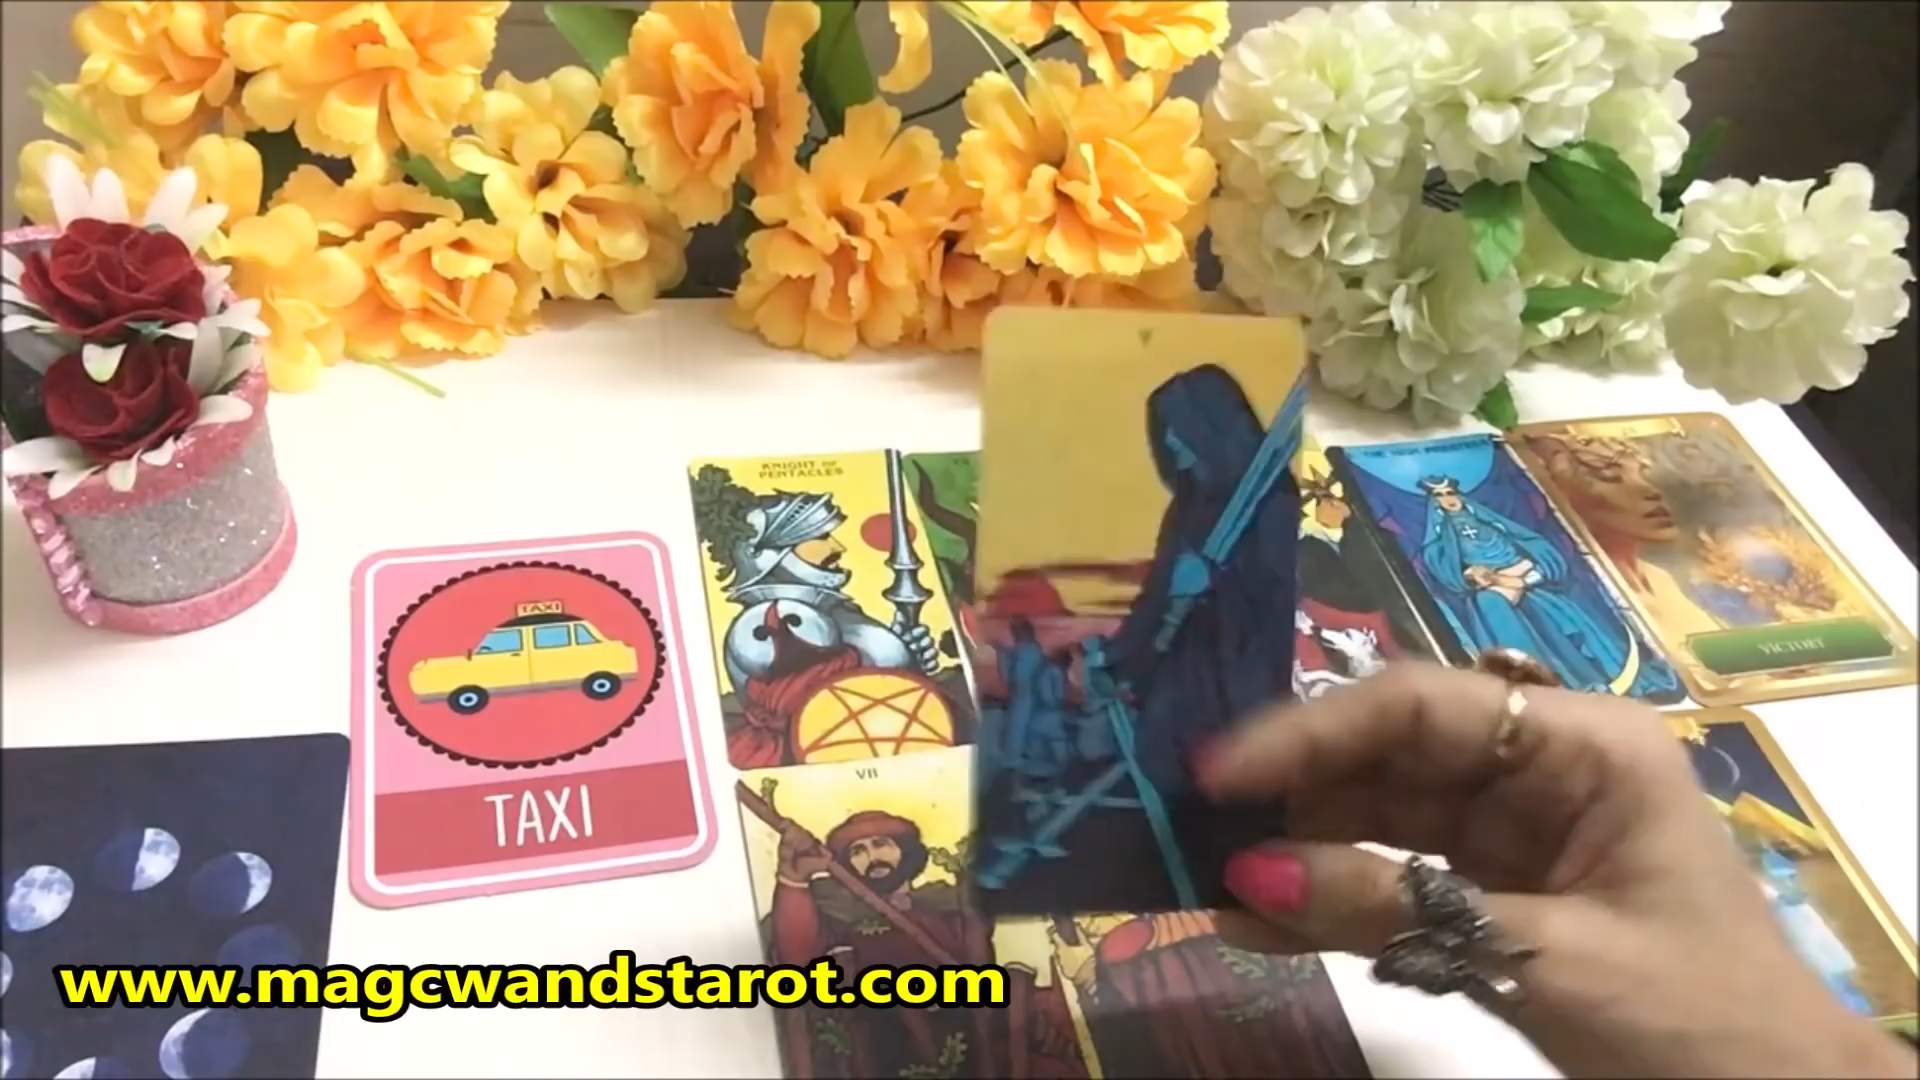 KNIGHT OF
PENTACLES
THE HIGH PRIESTESS
VICTORY
TAXI
TAXI
VII
www.magcwandstarot.com